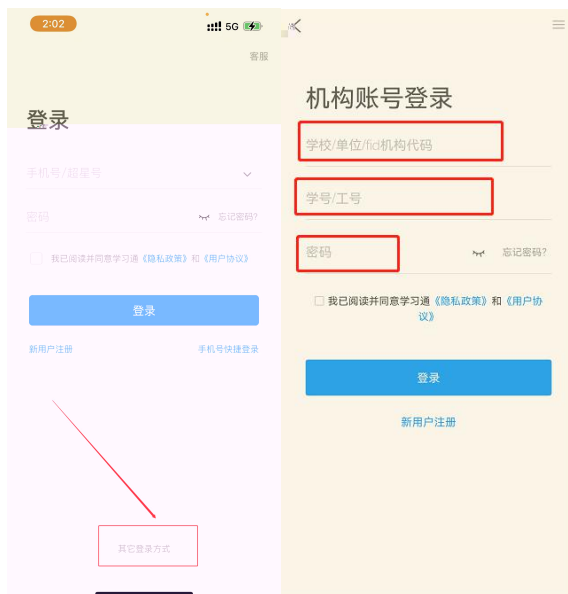 2:02
5G
客服
登录
手机号/超星号
密码
忘记密码?
我已阅读并同意学习通《隐私政策》和《用户协议》
登录
新用户注册
手机号快捷登录
其它登录方式
机构账号登录
学校/单位/fid机构代码
学号/工号
密码
忘记密码?
我已阅读并同意学习通《隐私政策》和《用户协
议》
登录
新用户注册